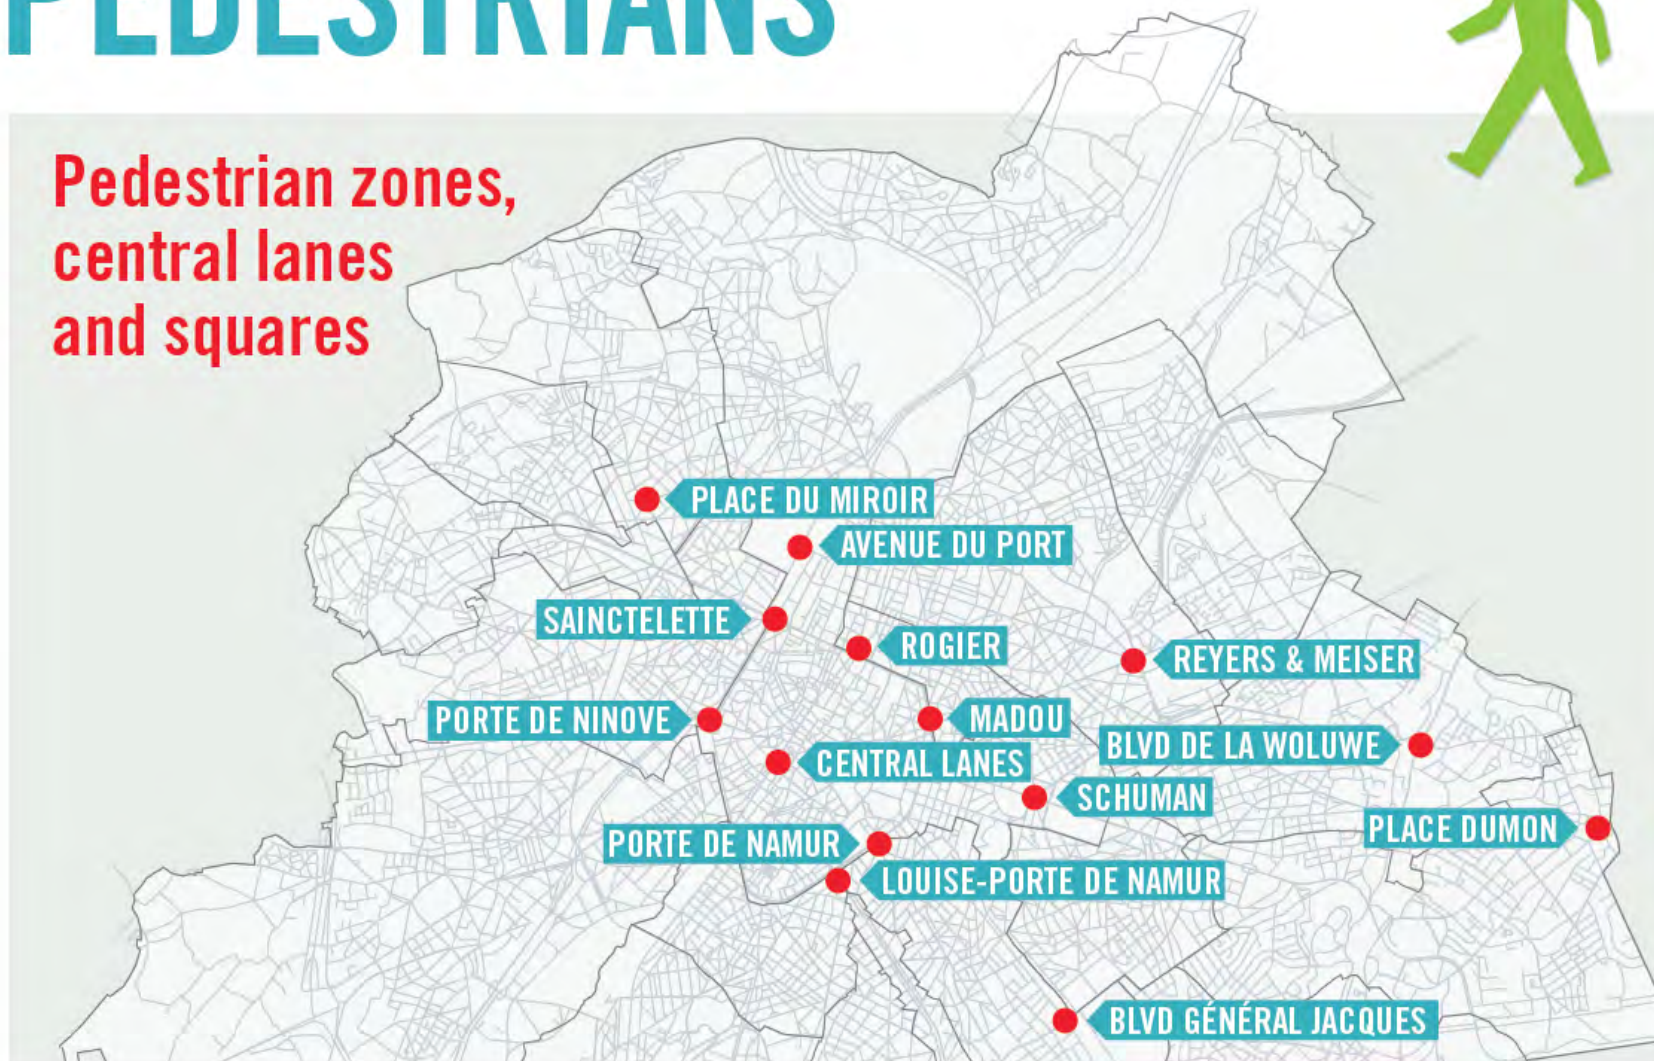 PEDESTRIANS
Pedestrian zones,
central lanes
and squares
PLACE DU MIROIR
AVENUE DU PORT
SAINCTELETTE
ROGIER
REYERS & MEISER
PORTE DE NINOVE
MADOU
BLVD DE LA WOLUWE
CENTRAL LANES
SCHUMAN
PLACE DUMON
PORTE DE NAMUR
LOUISE-PORTE DE NAMUR
BLVD GÉNÉRAL JACQUES